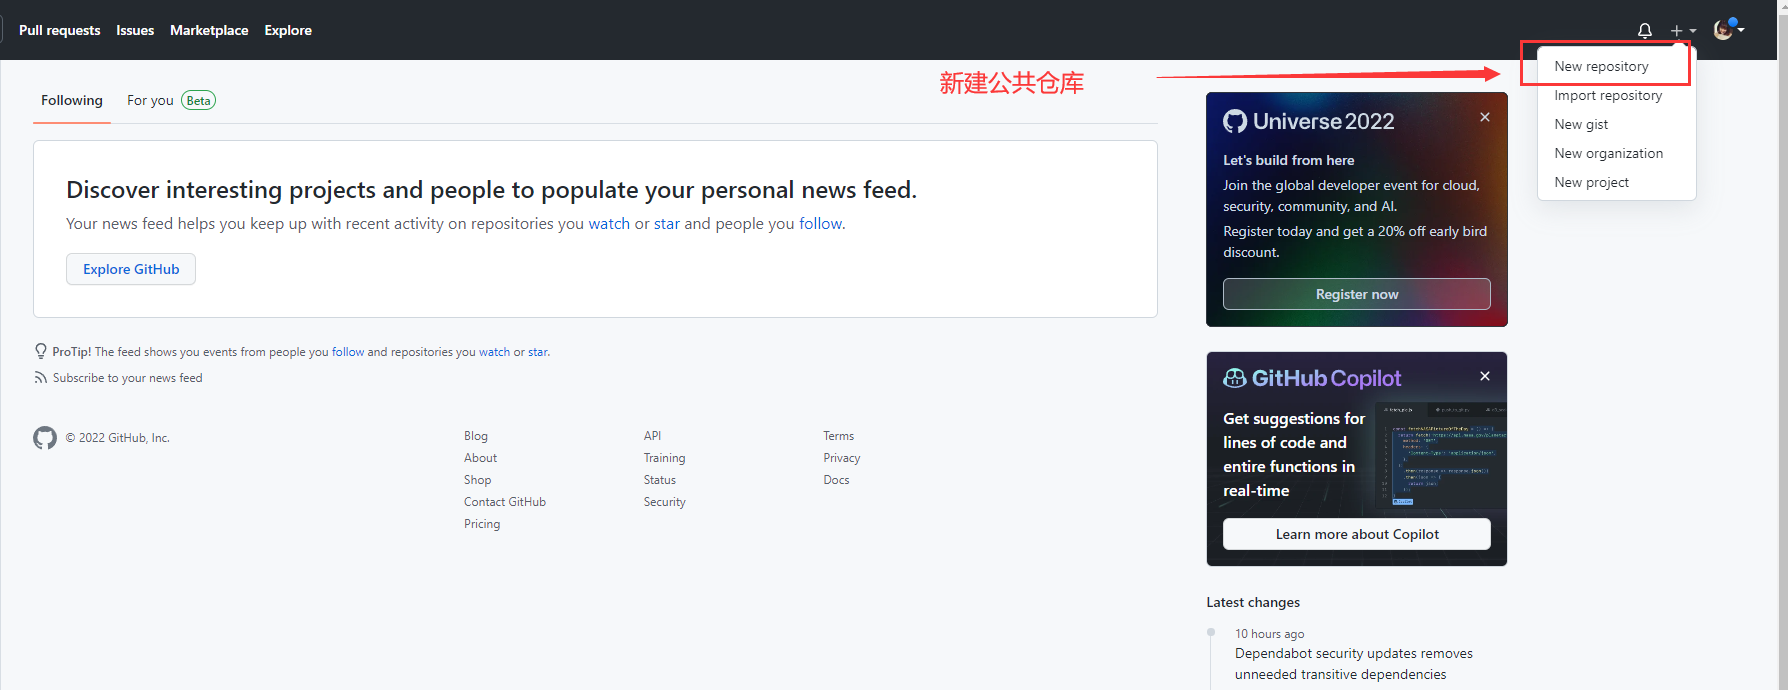 Pull requests Issues Marketplace Explore
新建公共仓库
New repository
Import repository
New gist
New organization
New project
Following For you Beta
Discover interesting projects and people to populate your personal news feed.
Your news feed helps you keep up with recent activity on repositories you watch or star and people you follow.
Explore GitHub
ProTip! The feed shows you events from people you follow and repositories you watch or star.
Subscribe to your news feed
© 2022 GitHub, Inc.
Blog
About
Shop
Contact GitHub
Pricing
API
Training
Status
Security
Terms
Privacy
Docs
Universe 2022
Let's build from here
Join the global developer event for cloud,
security, community, and AI.
Register today and get a 20% off early bird
discount.
Register now
GitHub Copilot
Get suggestions for
lines of code and
entire functions in
real-time
Learn more about Copilot
Latest changes
10 hours ago
Dependabot security updates removes
unneeded transitive dependencies